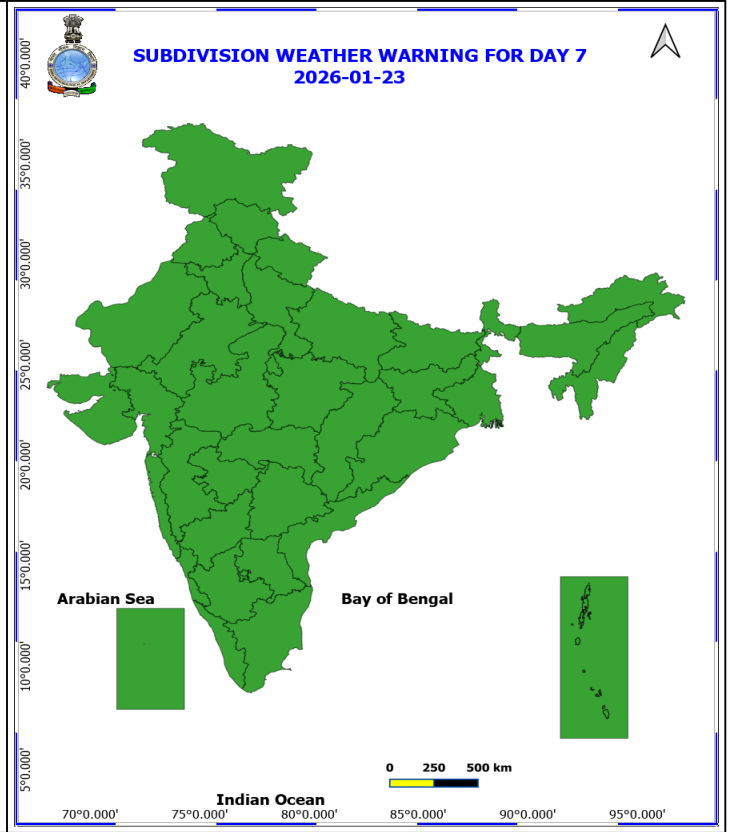 SUBDIVISION WEATHER WARNING FOR DAY 7
2026-01-23
40°0.000'
35°0.000'
30°0.000'
25°0.000'
20°0.000'
15°0.000'
10°0.000'
5°0.000'
Arabian Sea
Bay of Bengal
0 250 500 km
Indian Ocean
70°0.000' 75°0.000' 80°0.000' 85°0.000' 90°0.000' 95°0.000'